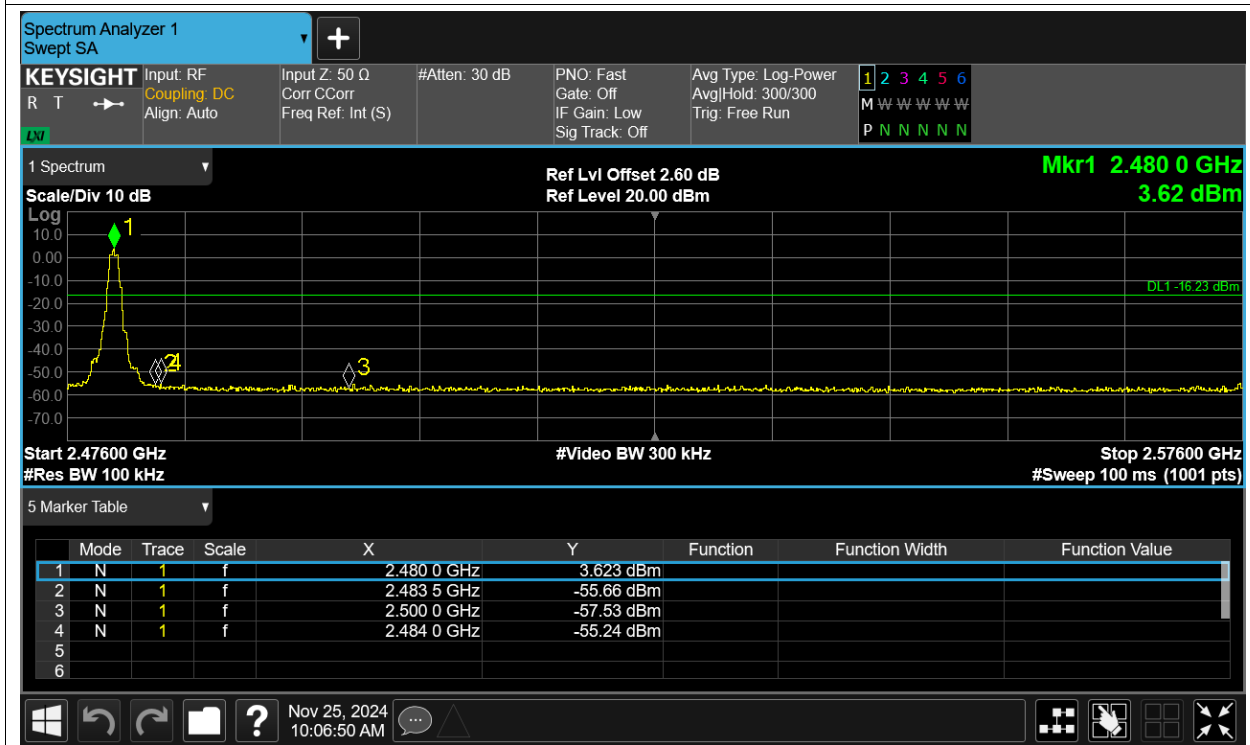 Spectrum Analyzer 1
Swept SA
KEYSIGHT Input: RF Input Z: 50 Ω #Atten: 30 dB PNO: Fast Avg Type: Log-Power 1 2 3 4 5 6
R T Coupling: DC Corr CCorr Gate: Off Avg|Hold: 300/300 M W W W W W
Align: Auto Freq Ref: Int (S) IF Gain: Low Trig: Free Run
LXI Sig Track: Off P N N N N N
1 Spectrum Ref Lvl Offset 2.60 dB Mkr1 2.480 0 GHz
Scale/Div 10 dB Ref Level 20.00 dBm 3.62 dBm
Log
1
10.0
0.00
-10.0
DL1 -16.23 dBm
-20.0
-30.0
-40.0
2 4 3
-50.0
-60.0
-70.0
Start 2.47600 GHz #Video BW 300 kHz Stop 2.57600 GHz
#Res BW 100 kHz #Sweep 100 ms (1001 pts)
5 Marker Table
Mode Trace Scale X Y Function Function Width Function Value
1 N 1 f 2.480 0 GHz 3.623 dBm
2 N 1 f 2.483 5 GHz -55.66 dBm
3 N 1 f 2.500 0 GHz -57.53 dBm
4 N 1 f 2.484 0 GHz -55.24 dBm
5
6
? Nov 25, 2024
10:06:50 AM